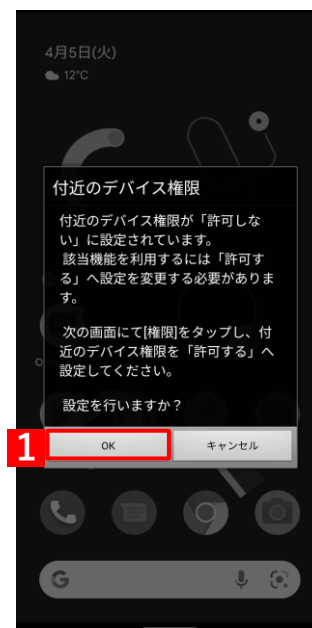 4月5日(火)
12°C
付近のデバイス権限
付近のデバイス権限が「許可しな
い」に設定されています。
該当機能を利用するには「許可す
る」へ設定を変更する必要がありま
す。
次の画面にて[権限]をタップし、付
近のデバイス権限を「許可する」へ
設定してください。
設定を行いますか？
1
OK
キャンセル
G